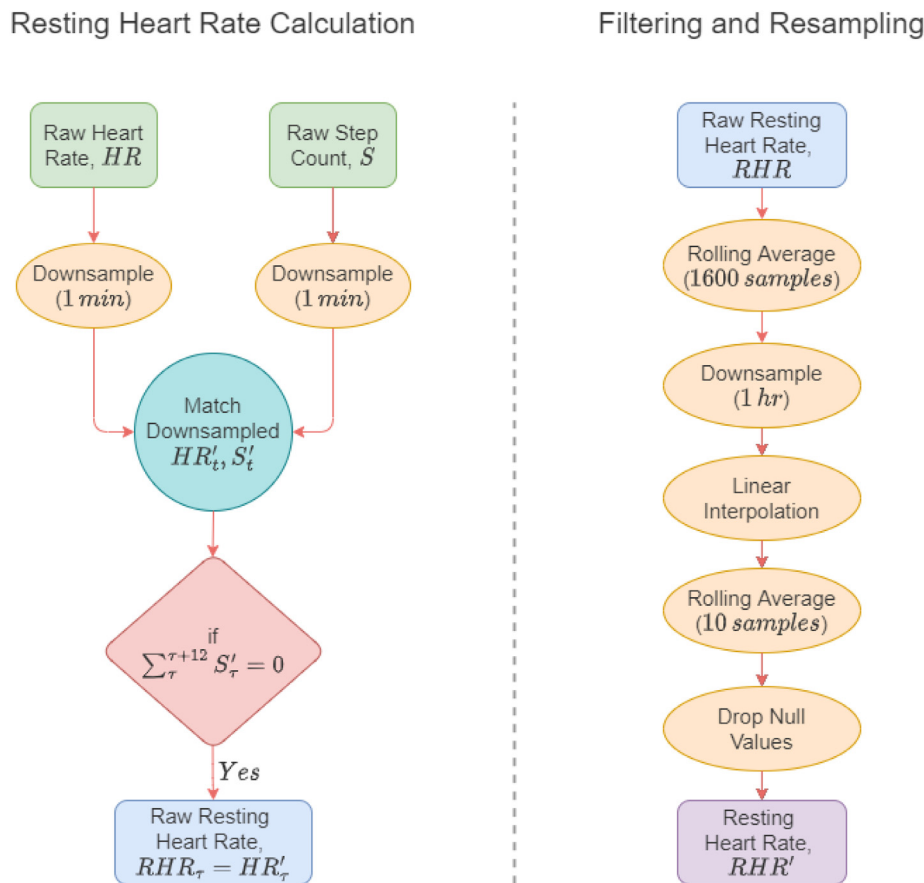 Resting Heart Rate Calculation
Raw Heart
Rate, HR
Raw Step
Count, S
Downsample
(1 min)
Downsample
(1 min)
Match
Downsampled
HR′ₜ, S′ₜ
if
∑_τ^{τ+12} S′_τ = 0
Yes
Raw Resting
Heart Rate,
RHR_τ = HR′_τ
Filtering and Resampling
Raw Resting
Heart Rate,
RHR
Rolling Average
(1600 samples)
Downsample
(1 hr)
Linear
Interpolation
Rolling Average
(10 samples)
Drop Null
Values
Resting
Heart Rate,
RHR′